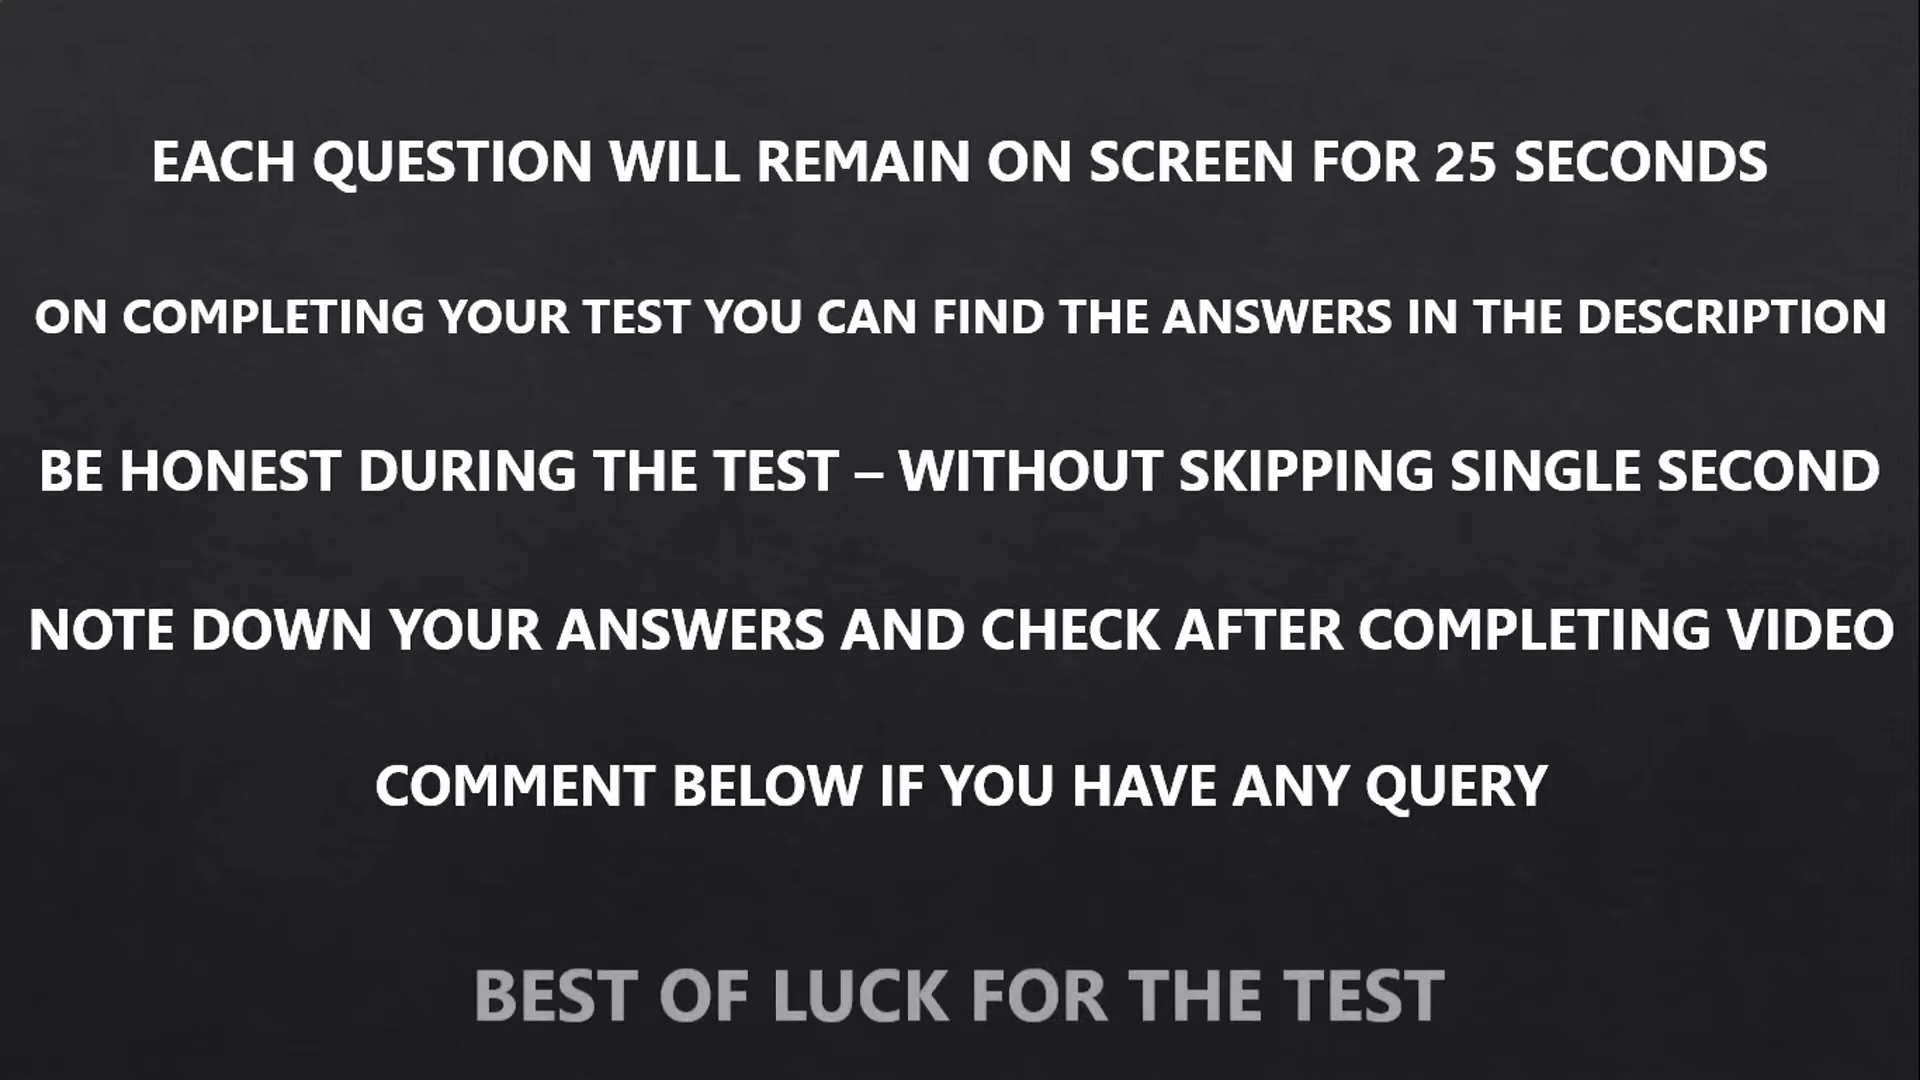 EACH QUESTION WILL REMAIN ON SCREEN FOR 25 SECONDS
ON COMPLETING YOUR TEST YOU CAN FIND THE ANSWERS IN THE DESCRIPTION
BE HONEST DURING THE TEST – WITHOUT SKIPPING SINGLE SECOND
NOTE DOWN YOUR ANSWERS AND CHECK AFTER COMPLETING VIDEO
COMMENT BELOW IF YOU HAVE ANY QUERY
BEST OF LUCK FOR THE TEST